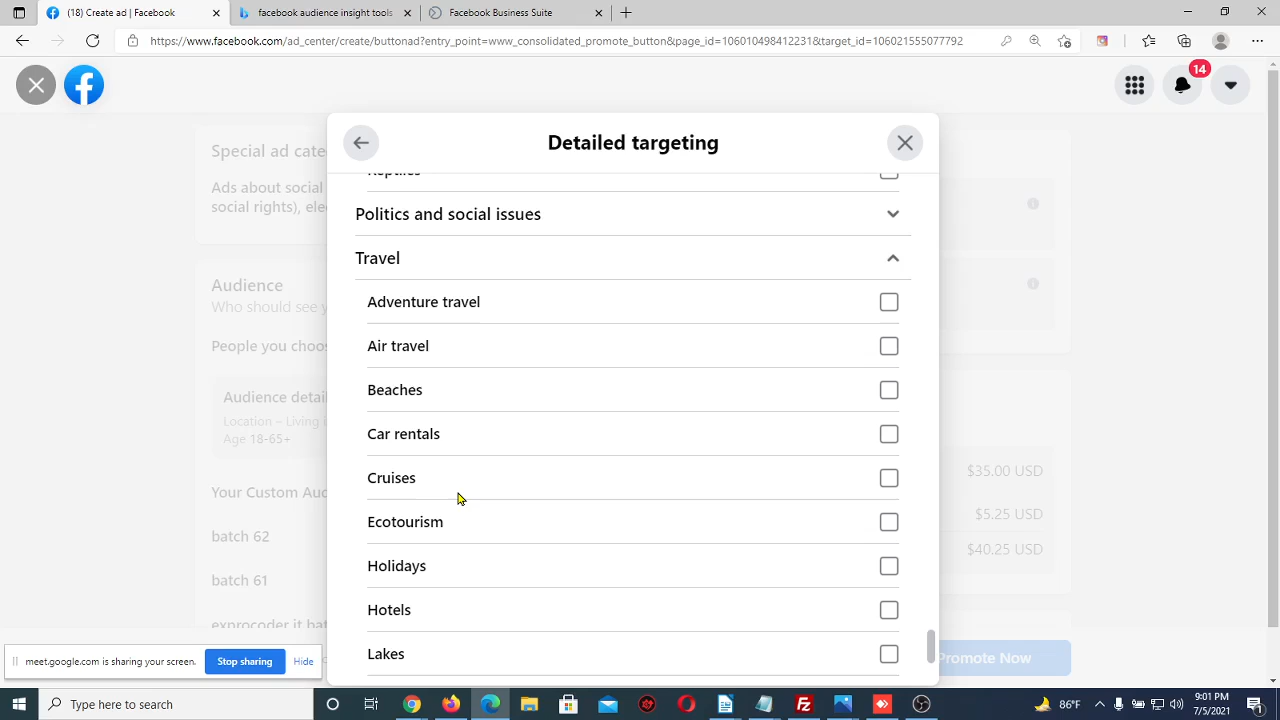 (18) Create ad | Facebook
facebook tools
Facebook Business Suite
https://www.facebook.com/ad_center/create/buttonad?entry_point=www_consolidated_promote_button&page_id=106010498412231&target_id=106021555077792
14
Detailed targeting
Special ad cate
Ads about social
social rights), ele
Reptiles
Politics and social issues
Travel
Audience
Who should see y
Adventure travel
People you choos
Air travel
Audience detai
Location – Living
Age 18-65+
Beaches
Car rentals
Cruises
$35.00 USD
Your Custom Aud
Ecotourism
$5.25 USD
batch 62
$40.25 USD
Holidays
batch 61
Hotels
exprocoder it bat
Lakes
Promote Now
meet.google.com is sharing your screen.
Stop sharing
Hide
Type here to search
86°F
9:01 PM
7/5/2021